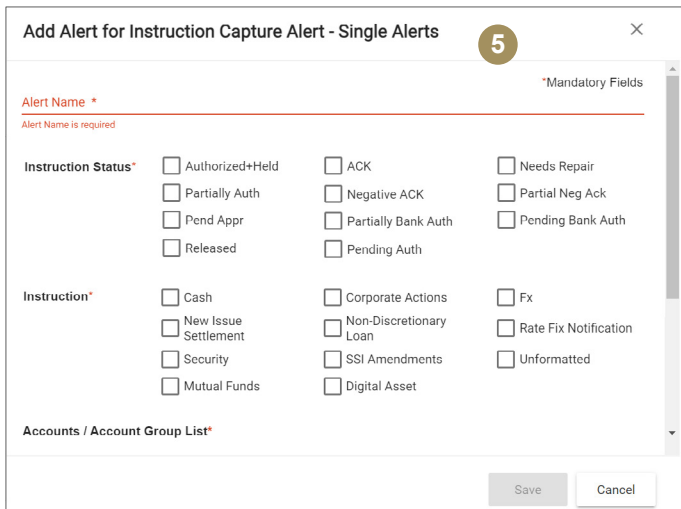 Add Alert for Instruction Capture Alert - Single Alerts
5
*Mandatory Fields
Alert Name *
Alert Name is required
Instruction Status* Authorized+Held ACK Needs Repair
Partially Auth Negative ACK Partial Neg Ack
Pend Appr Partially Bank Auth Pending Bank Auth
Released Pending Auth
Instruction* Cash Corporate Actions Fx
New Issue Settlement Non-Discretionary Loan Rate Fix Notification
Security SSI Amendments Unformatted
Mutual Funds Digital Asset
Accounts / Account Group List*
Save Cancel